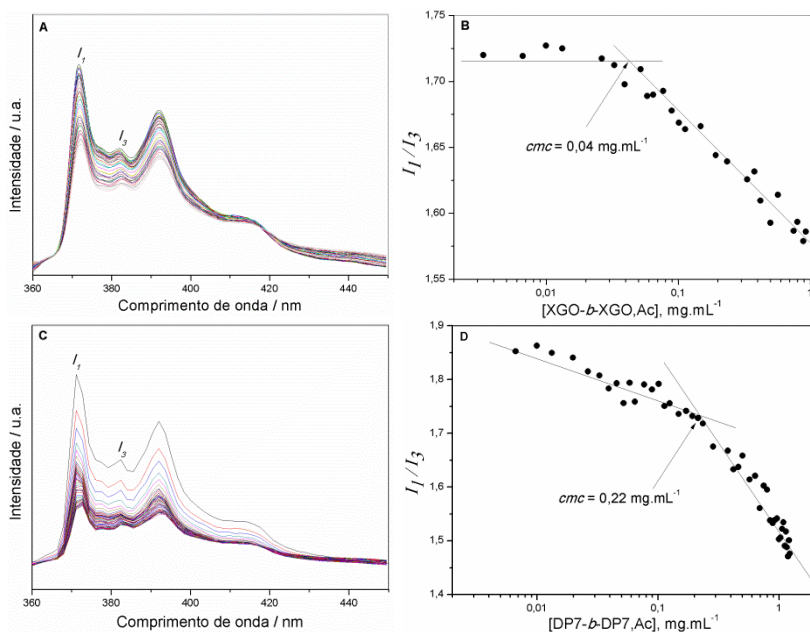 A
I1
I3
Intensidade / u.a.
360 380 400 420 440
Comprimento de onda / nm
B
1,75
1,70
1,65
1,60
1,55
I1/I3
cmc = 0,04 mg.mL-1
0,01 0,1 1
[XGO-b-XGO,Ac], mg.mL-1
C
I1
I3
Intensidade / u.a.
360 380 400 420 440
Comprimento de onda / nm
D
1,9
1,8
1,7
1,6
1,5
1,4
I1/I3
cmc = 0,22 mg.mL-1
0,01 0,1 1
[DP7-b-DP7,Ac], mg.mL-1